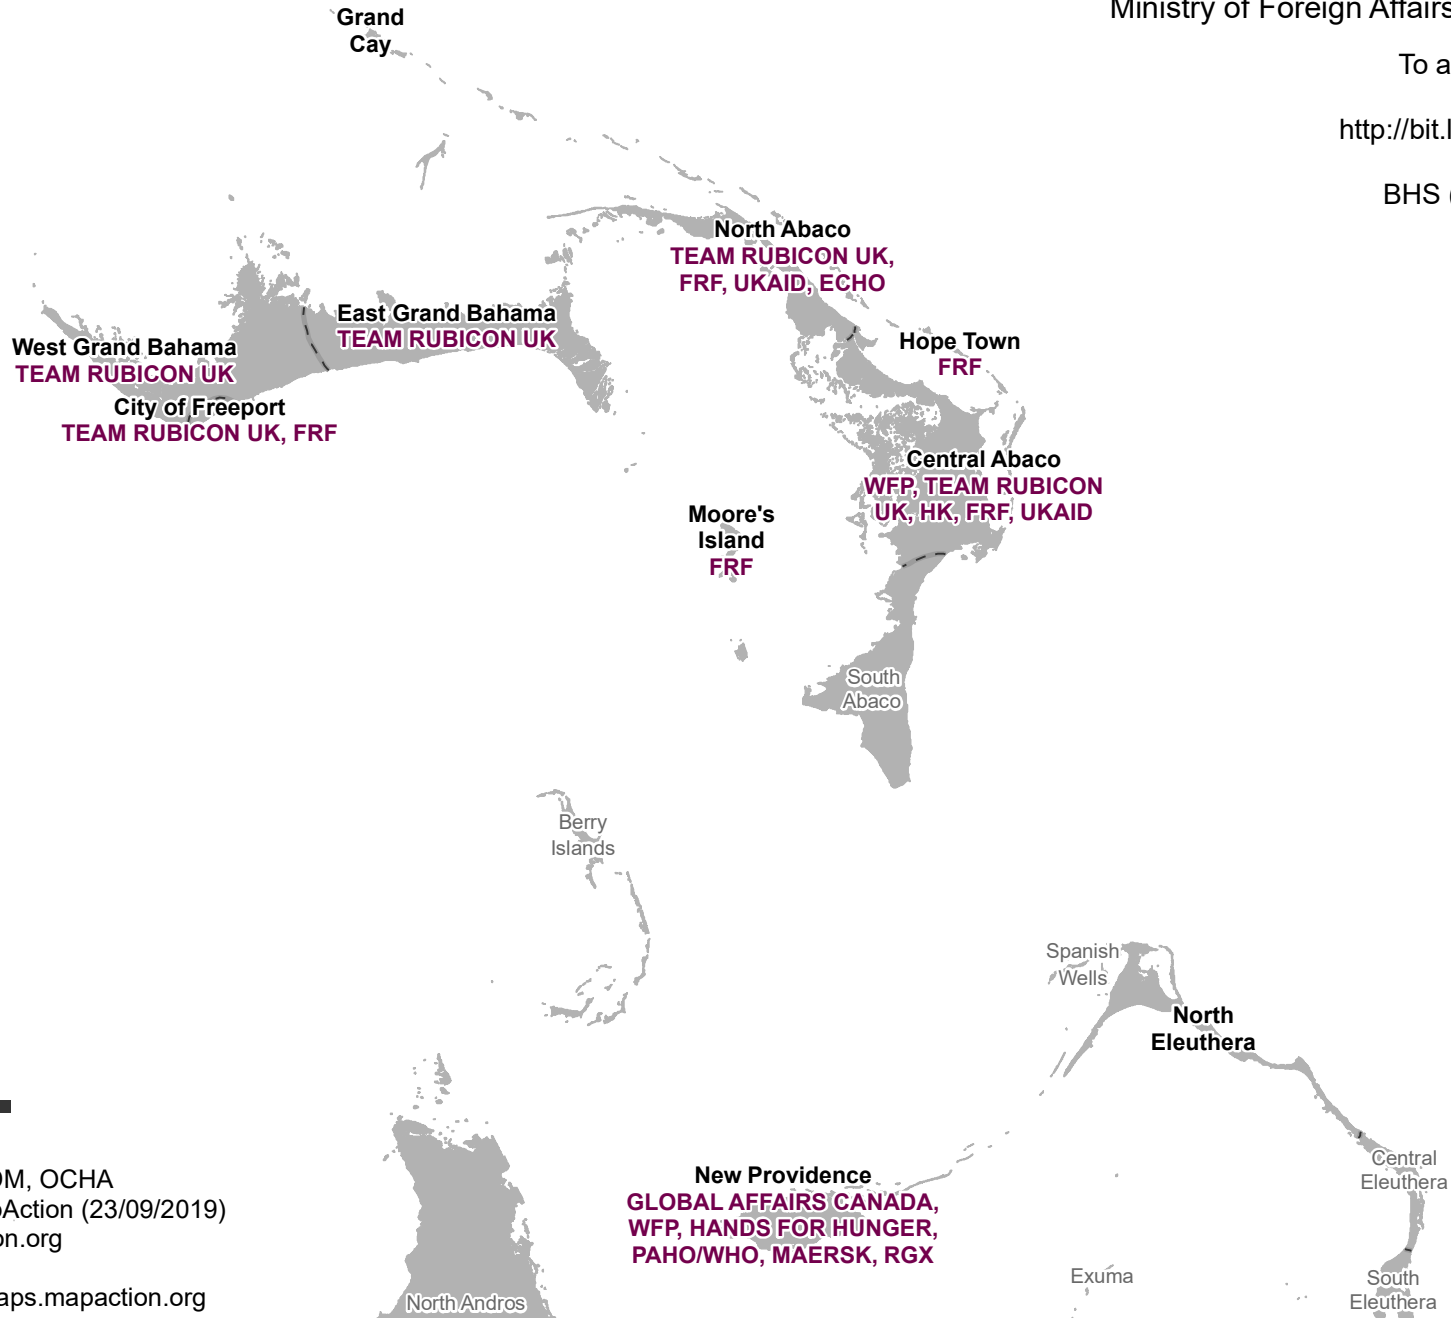 Ministry of Foreign Affairs
Grand
Cay
To a
http://bit.l
BHS (
North Abaco
TEAM RUBICON UK,
FRF, UKAID, ECHO
East Grand Bahama
TEAM RUBICON UK
West Grand Bahama
TEAM RUBICON UK
Hope Town
FRF
City of Freeport
TEAM RUBICON UK, FRF
Central Abaco
WFP, TEAM RUBICON
UK, HK, FRF, UKAID
Moore's
Island
FRF
South
Abaco
Berry
Islands
Spanish
Wells
North
Eleuthera
Central
Eleuthera
New Providence
GLOBAL AFFAIRS CANADA,
WFP, HANDS FOR HUNGER,
PAHO/WHO, MAERSK, RGX
OM, OCHA
pAction (23/09/2019)
on.org
aps.mapaction.org
North Andros
Exuma
South
Eleuthera